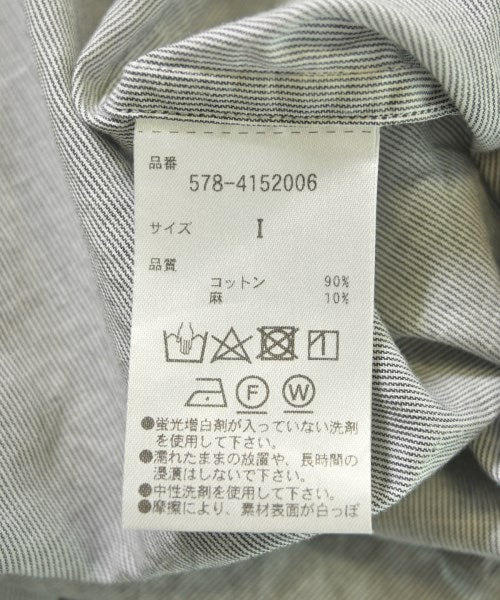 品番
578-4152006
サイズ I
品質
コットン 90%
麻 10%
F W
●蛍光増白剤が入っていない洗剤
を使用して下さい。
●濡れたままの放置や、長時間の
浸漬はしないで下さい。
●中性洗剤を使用して下さい。
●摩擦により、素材表面が白っぽ